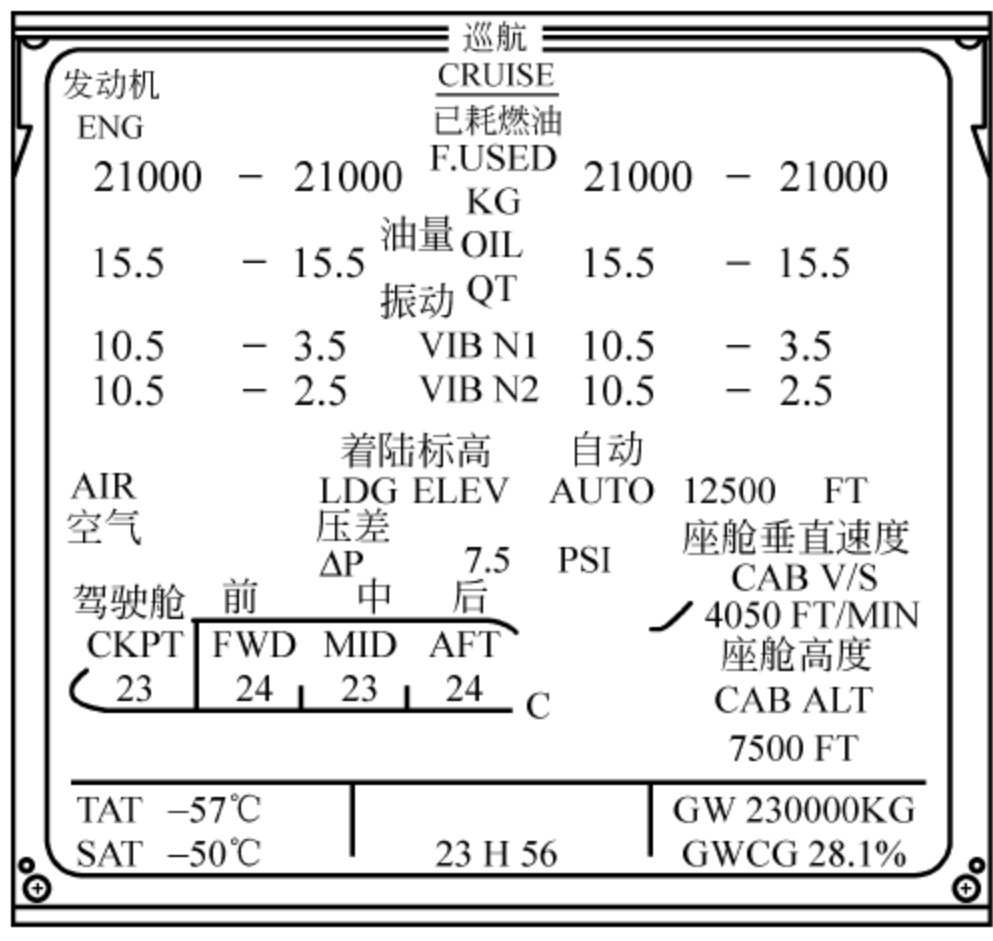 巡航
CRUISE
发动机
ENG
已耗燃油
F.USED
21000 – 21000 21000 – 21000
KG
油量 OIL
15.5 – 15.5 15.5 – 15.5
振动 QT
10.5 – 3.5 VIB N1 10.5 – 3.5
10.5 – 2.5 VIB N2 10.5 – 2.5
着陆标高 自动
AIR LDG ELEV AUTO 12500 FT
空气 压差 座舱垂直速度
ΔP 7.5 PSI CAB V/S
驾驶舱 前 中 后 4050 FT/MIN
CKPT FWD MID AFT 座舱高度
23 24 23 24 C CAB ALT
7500 FT
TAT –57℃ GW 230000KG
SAT –50℃ 23 H 56 GWCG 28.1%